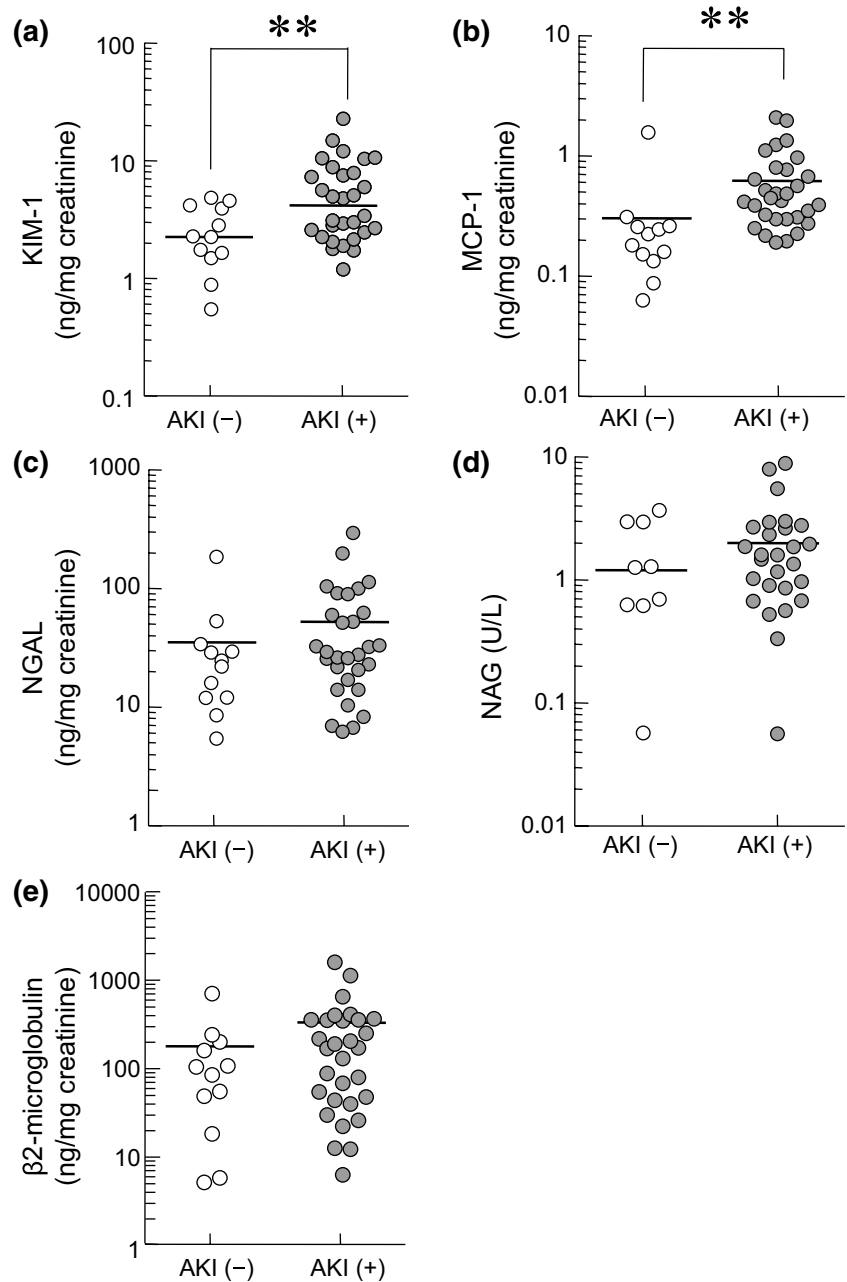 (a)
**
100
10
1
0.1
KIM-1
(ng/mg creatinine)
AKI (−)
AKI (+)
(b)
**
10
1
0.1
0.01
MCP-1
(ng/mg creatinine)
AKI (−)
AKI (+)
(c)
1000
100
10
1
NGAL
(ng/mg creatinine)
AKI (−)
AKI (+)
(d)
10
1
0.1
0.01
NAG (U/L)
AKI (−)
AKI (+)
(e)
10000
1000
100
10
1
β2-microglobulin
(ng/mg creatinine)
AKI (−)
AKI (+)